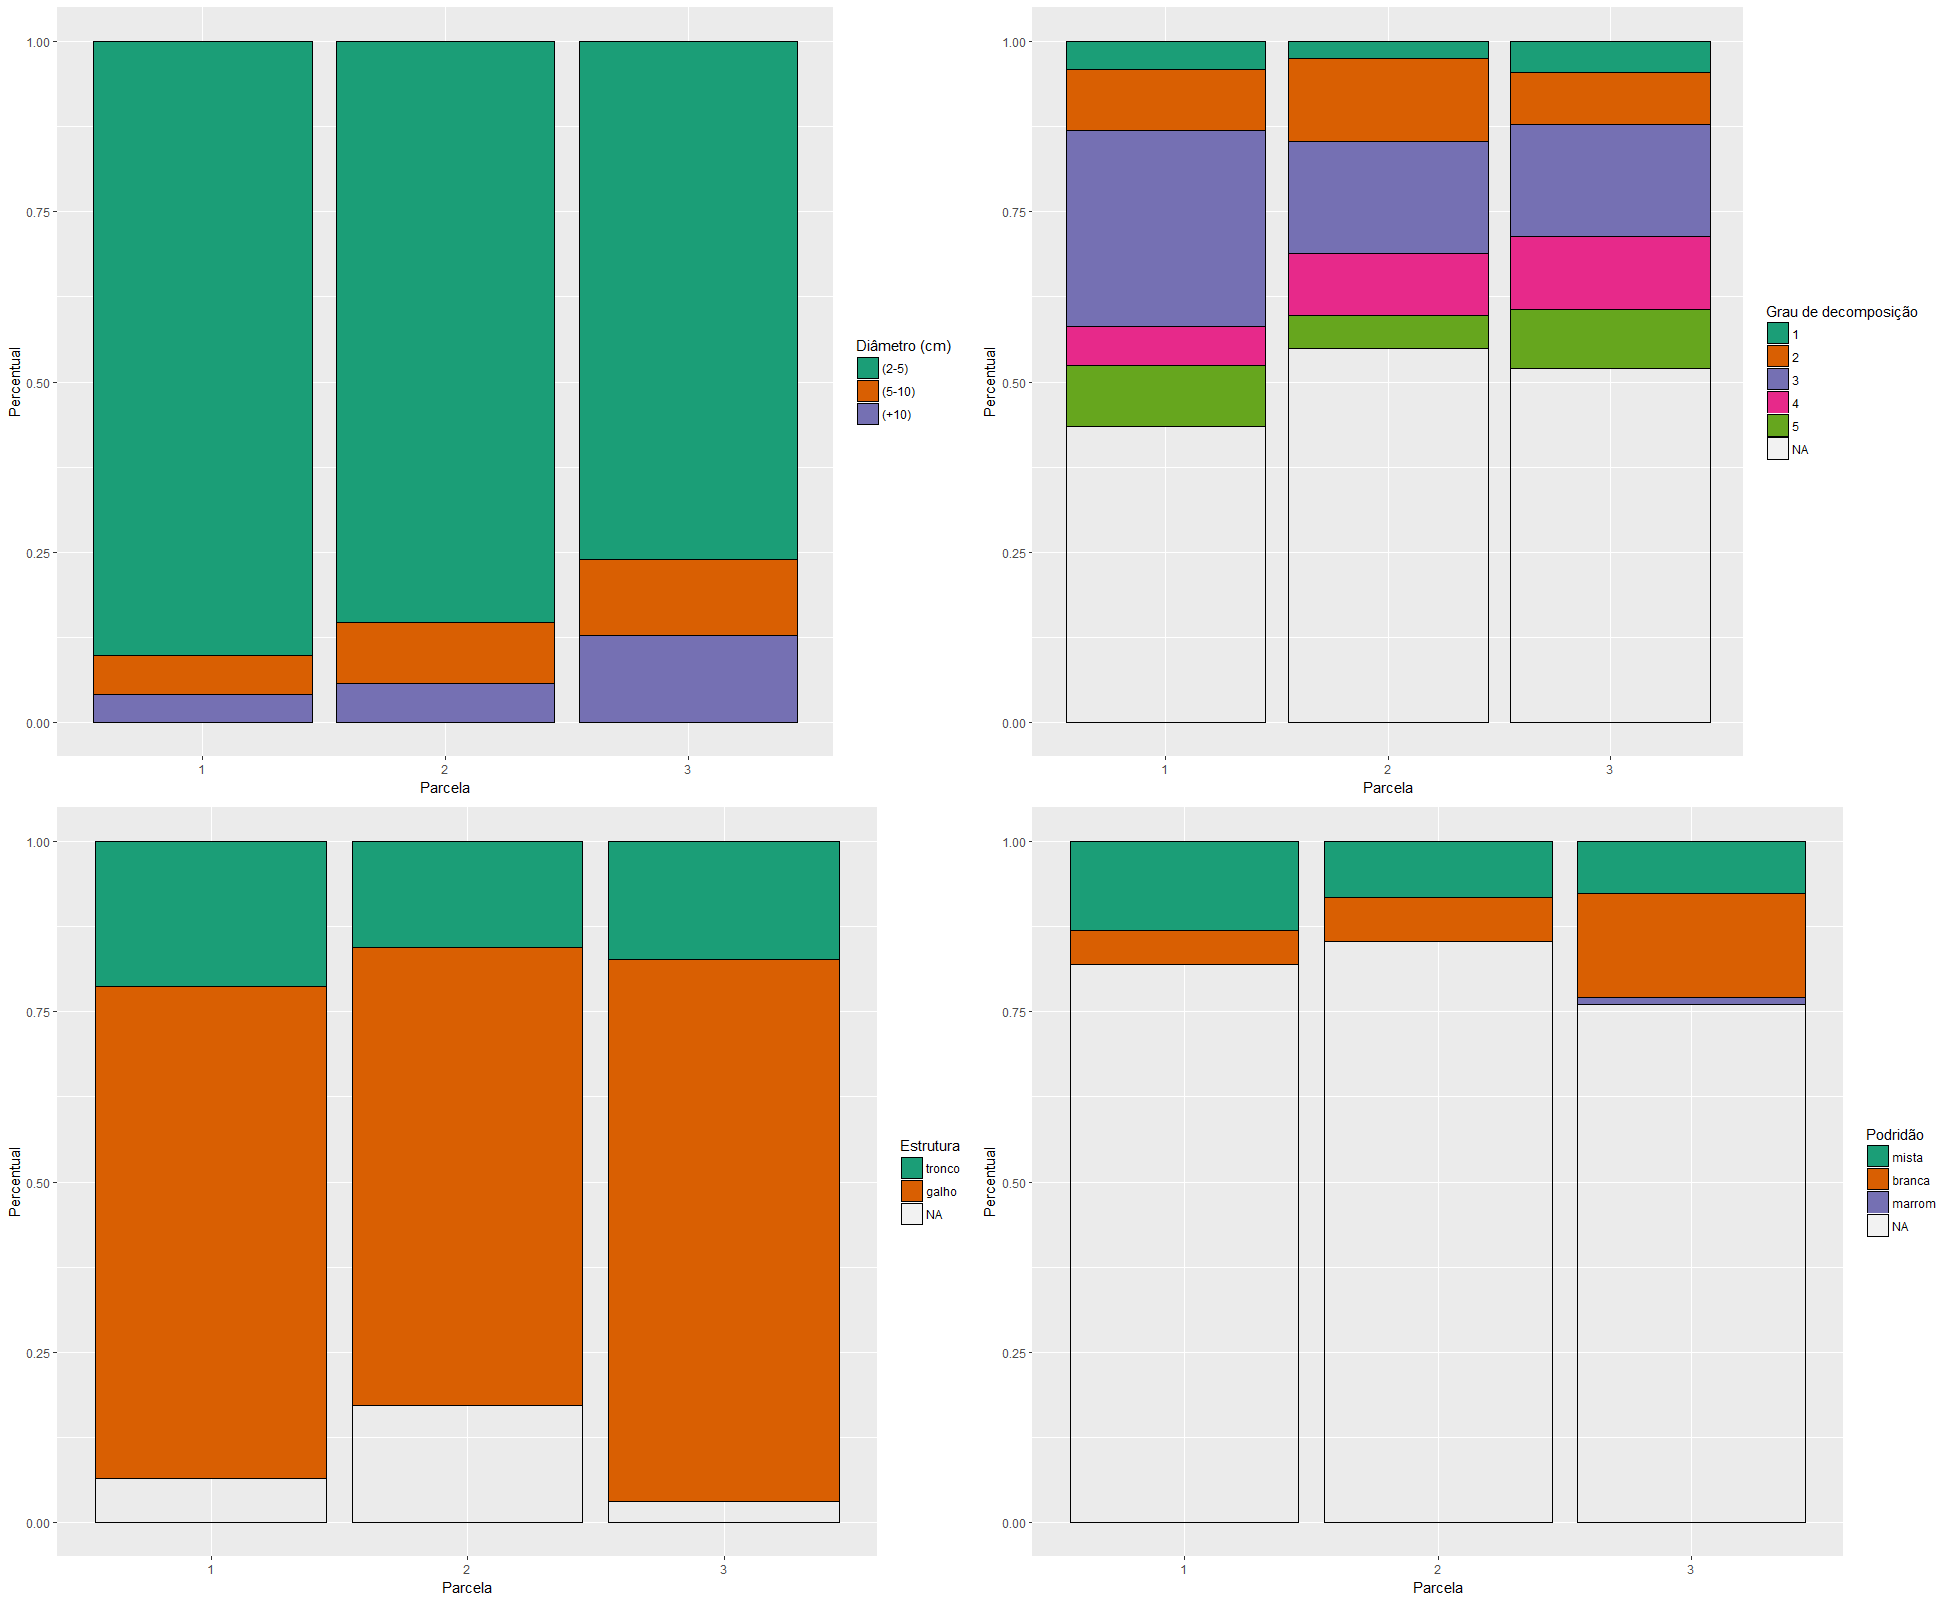 1.00
0.75
0.50
0.25
0.00
Percentual
1 2 3
Parcela
Diâmetro (cm)
(2-5)
(5-10)
(+10)
1.00
0.75
0.50
0.25
0.00
Percentual
1 2 3
Parcela
Grau de decomposição
1
2
3
4
5
NA
1.00
0.75
0.50
0.25
0.00
Percentual
1 2 3
Parcela
Estrutura
tronco
galho
NA
1.00
0.75
0.50
0.25
0.00
Percentual
1 2 3
Parcela
Podridão
mista
branca
marrom
NA